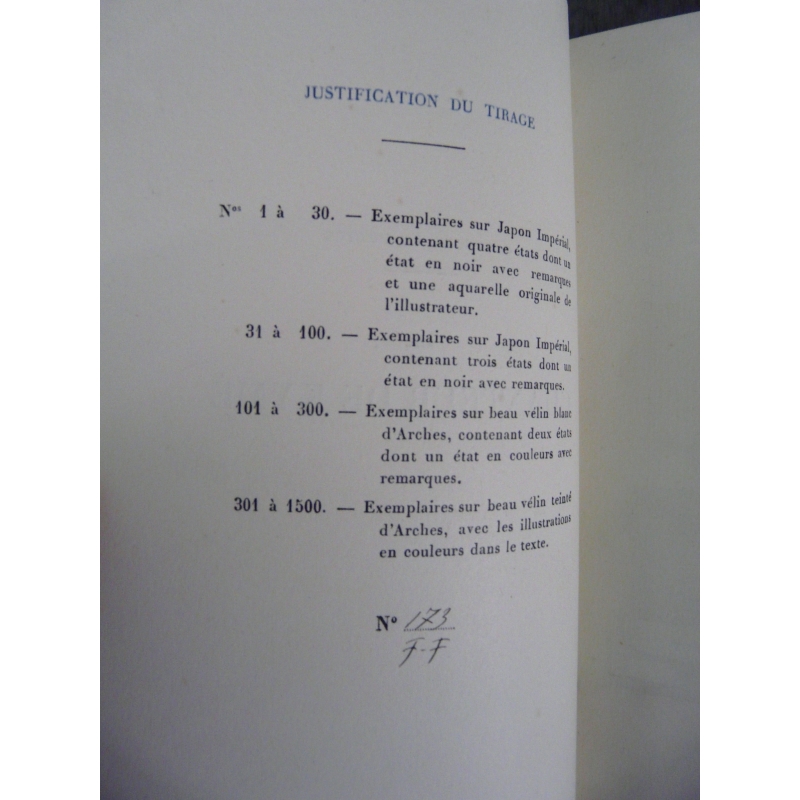 JUSTIFICATION DU TIRAGE
Nos 1 à 30. — Exemplaires sur Japon Impérial,
contenant quatre états dont un
état en noir avec remarques
et une aquarelle originale de
l'illustrateur.
31 à 100. — Exemplaires sur Japon Impérial,
contenant trois états dont un
état en noir avec remarques.
101 à 300. — Exemplaires sur beau vélin blanc
d'Arches, contenant deux états
dont un état en couleurs avec
remarques.
301 à 1500. — Exemplaires sur beau vélin teinté
d'Arches, avec les illustrations
en couleurs dans le texte.
No 173
F-F